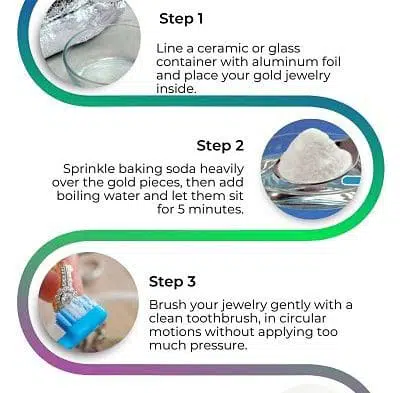 Step 1
Line a ceramic or glass
container with aluminum foil
and place your gold jewelry
inside.
Step 2
Sprinkle baking soda heavily
over the gold pieces, then add
boiling water and let them sit
for 5 minutes.
Step 3
Brush your jewelry gently with a
clean toothbrush, in circular
motions without applying too
much pressure.